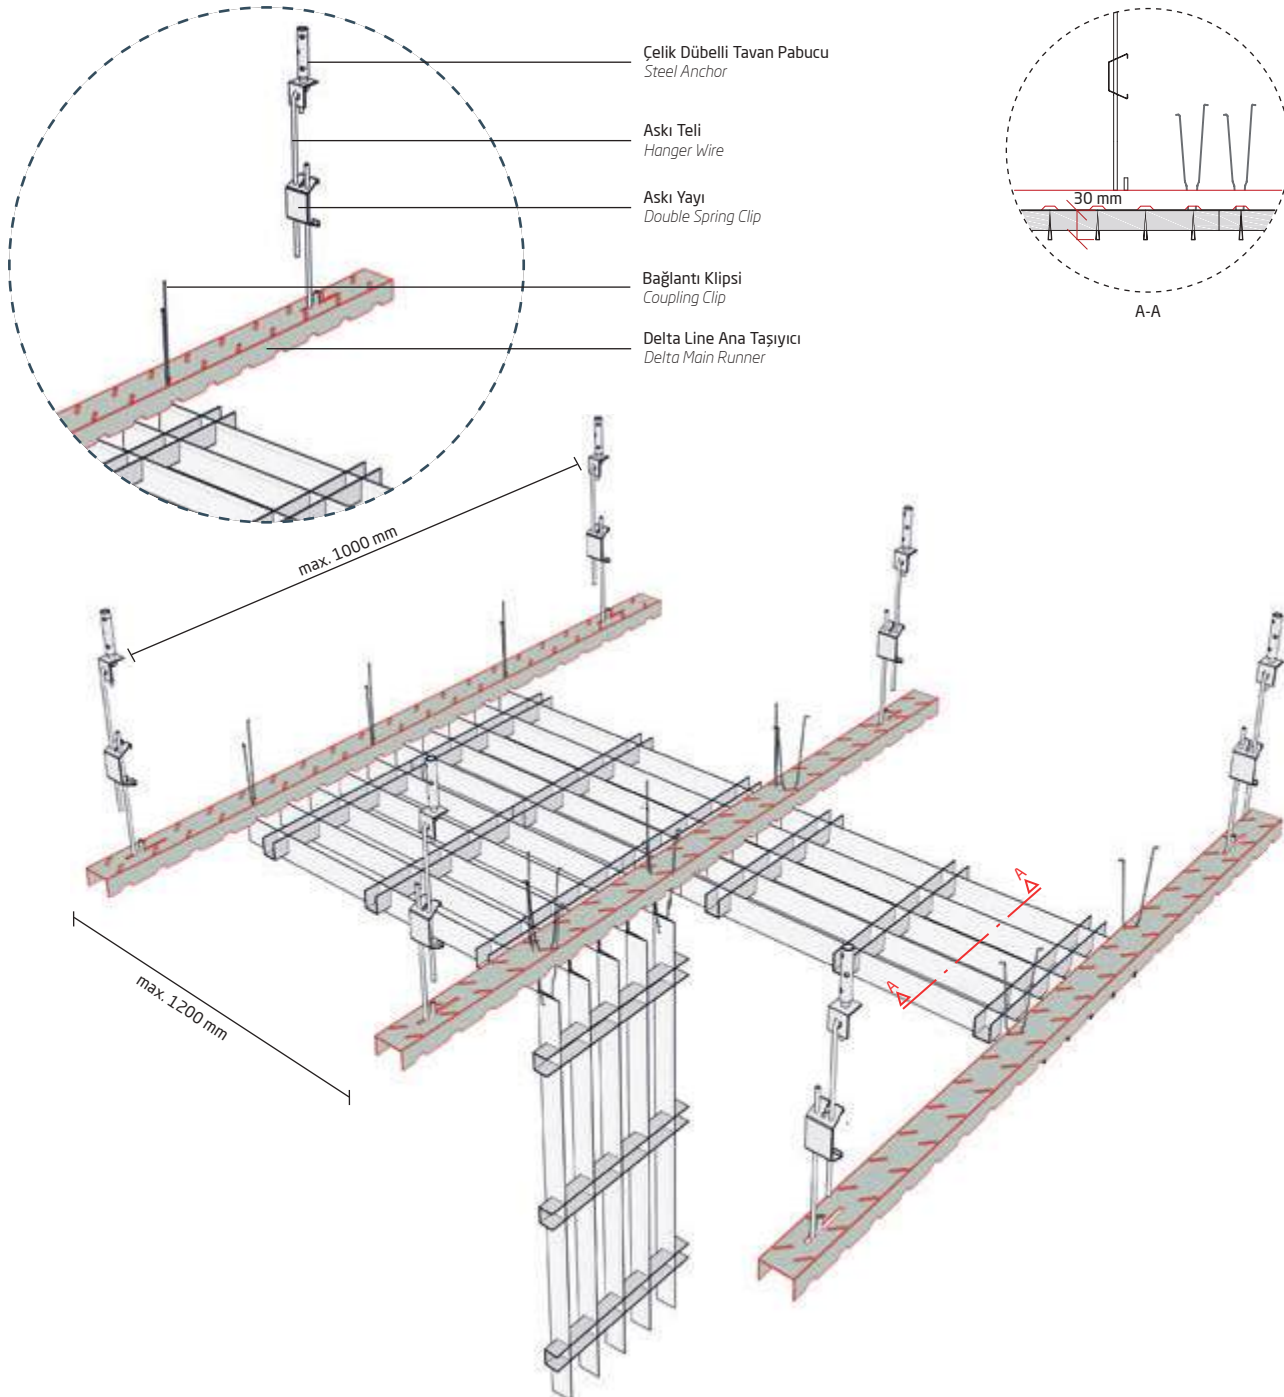 Çelik Dübelli Tavan Pabucu
Steel Anchor
Askı Teli
Hanger Wire
Askı Yayı
Double Spring Clip
Bağlantı Klipsi
Coupling Clip
Delta Line Ana Taşıyıcı
Delta Main Runner
30 mm
A-A
max. 1000 mm
max. 1200 mm
A
A